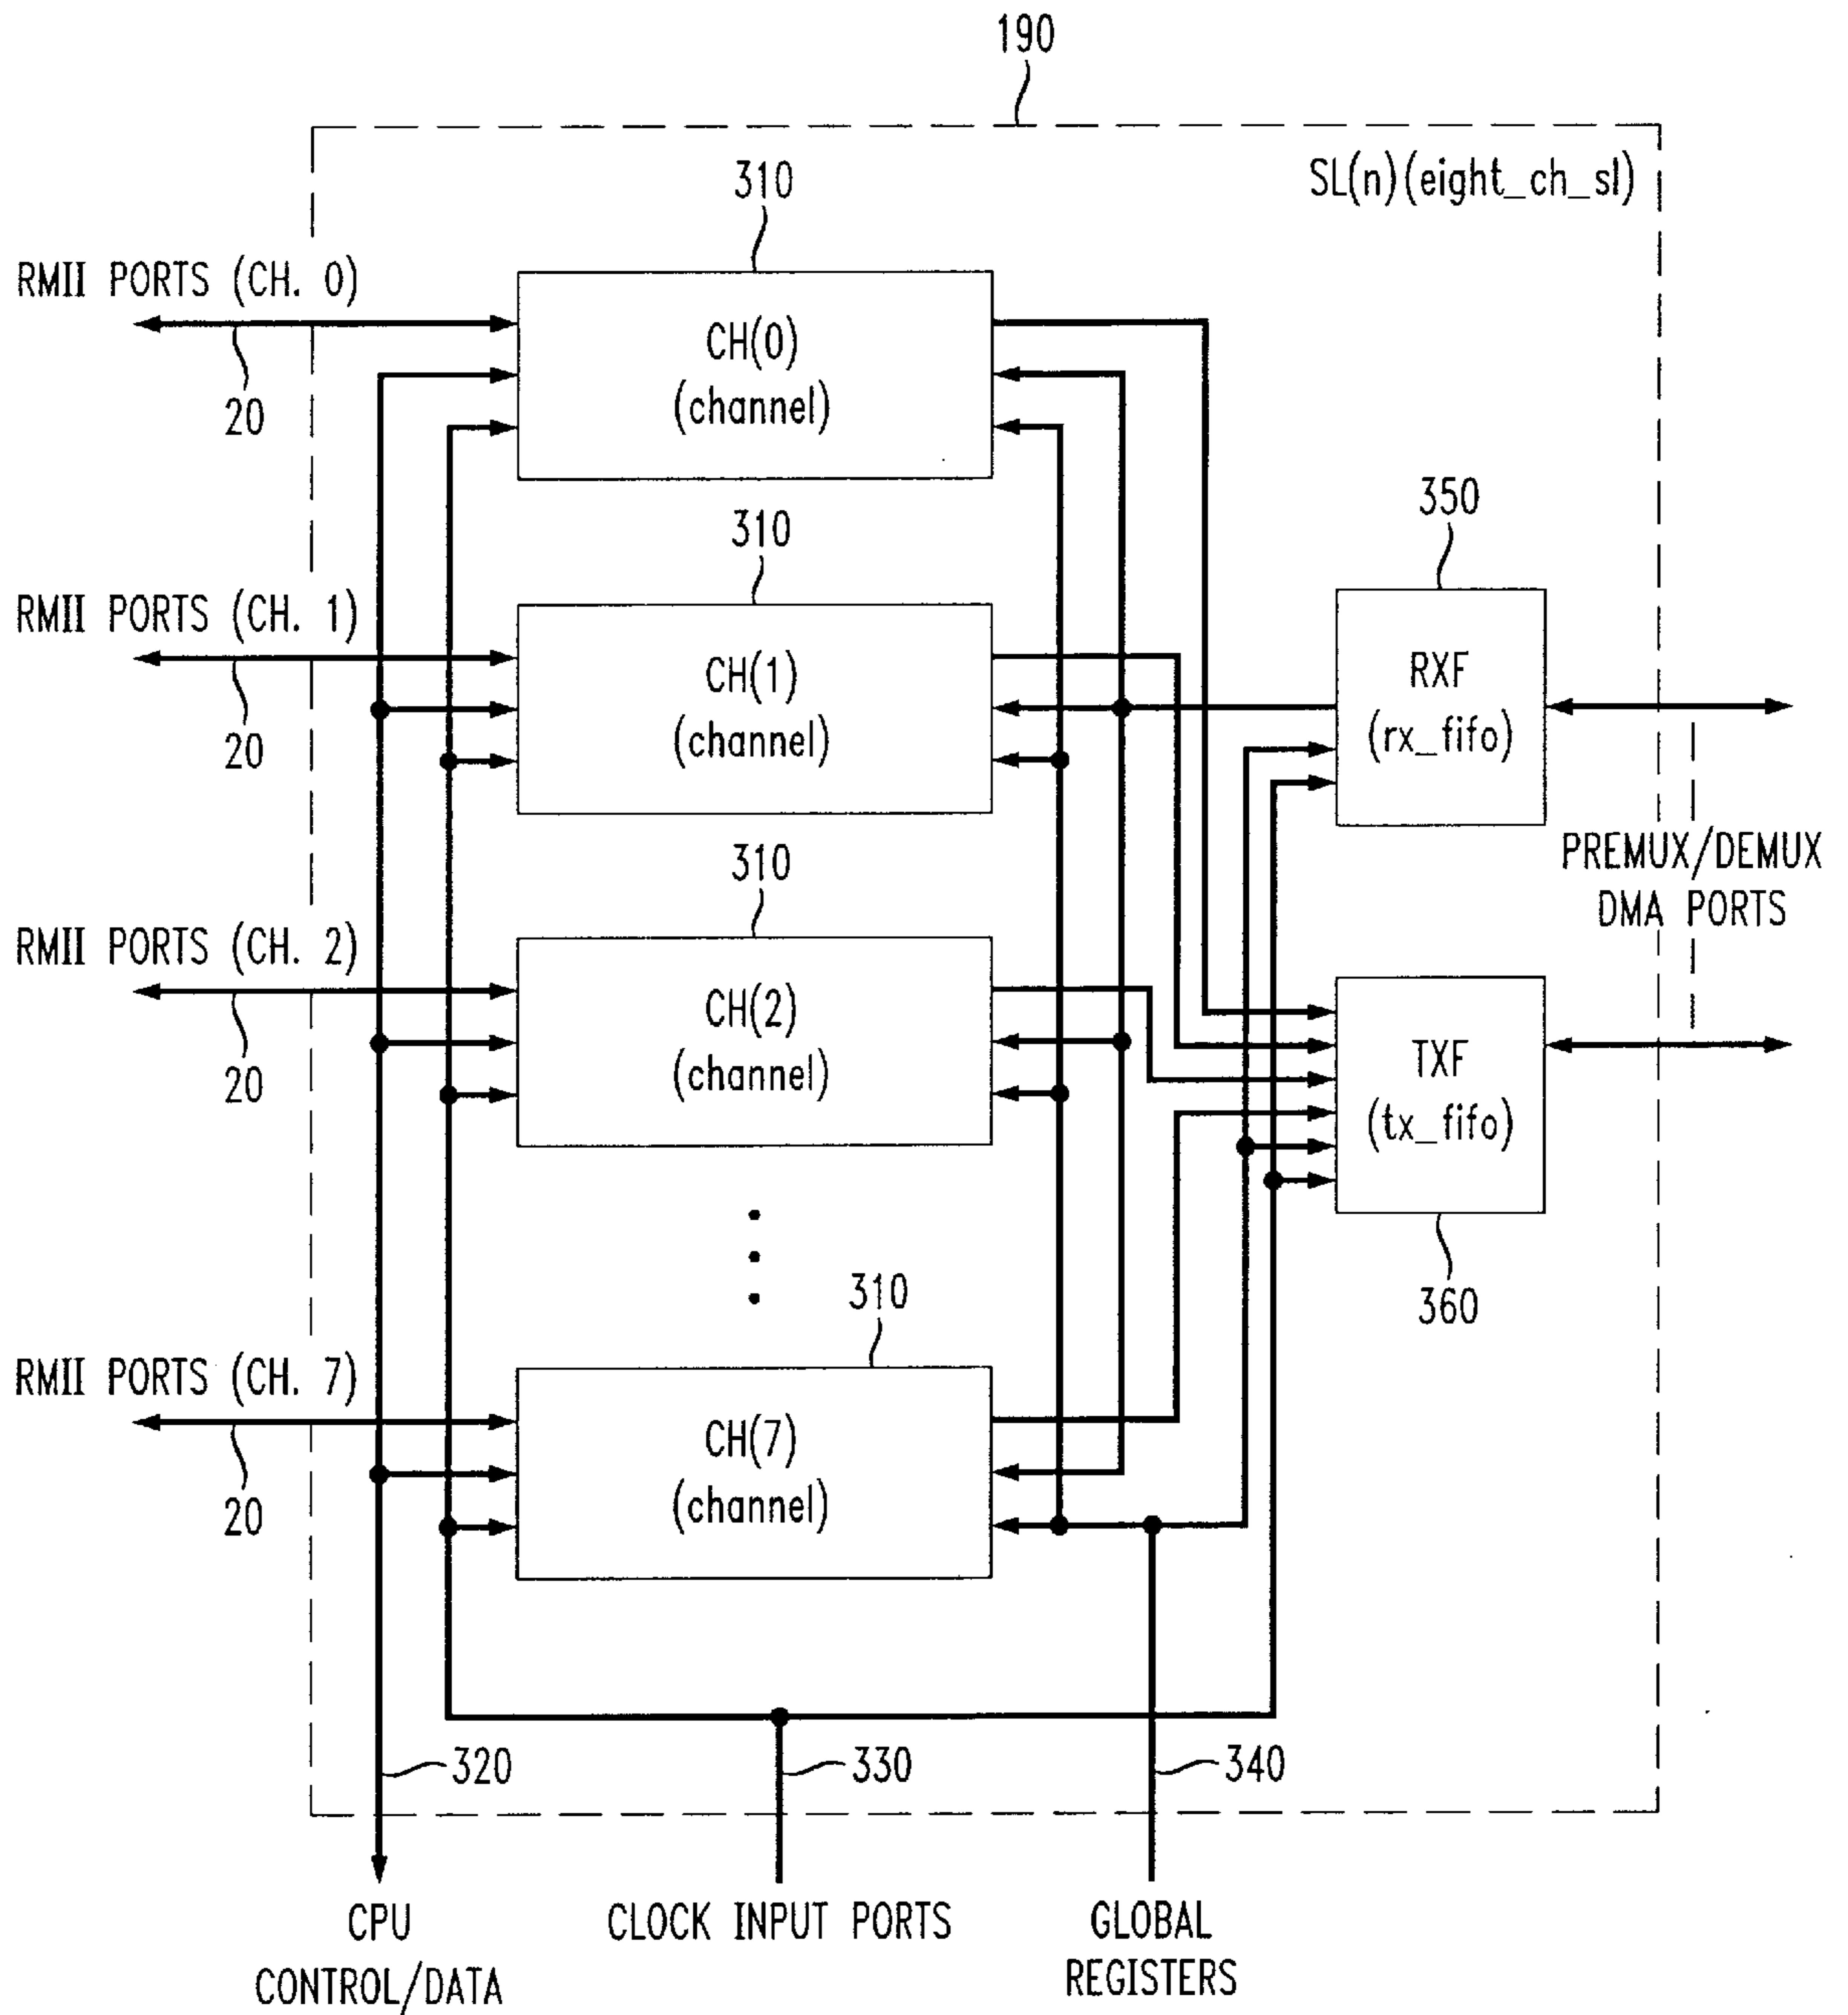 190
SL(n)(eight_ch_sl)
310
RMII PORTS (CH. 0)
20
CH(0)
(channel)
310
RMII PORTS (CH. 1)
20
CH(1)
(channel)
350
RXF
(rx_fifo)
PREMUX/DEMUX
DMA PORTS
310
RMII PORTS (CH. 2)
20
CH(2)
(channel)
TXF
(tx_fifo)
360
310
RMII PORTS (CH. 7)
20
CH(7)
(channel)
320
330
340
CPU
CONTROL/DATA
CLOCK INPUT PORTS
GLOBAL
REGISTERS